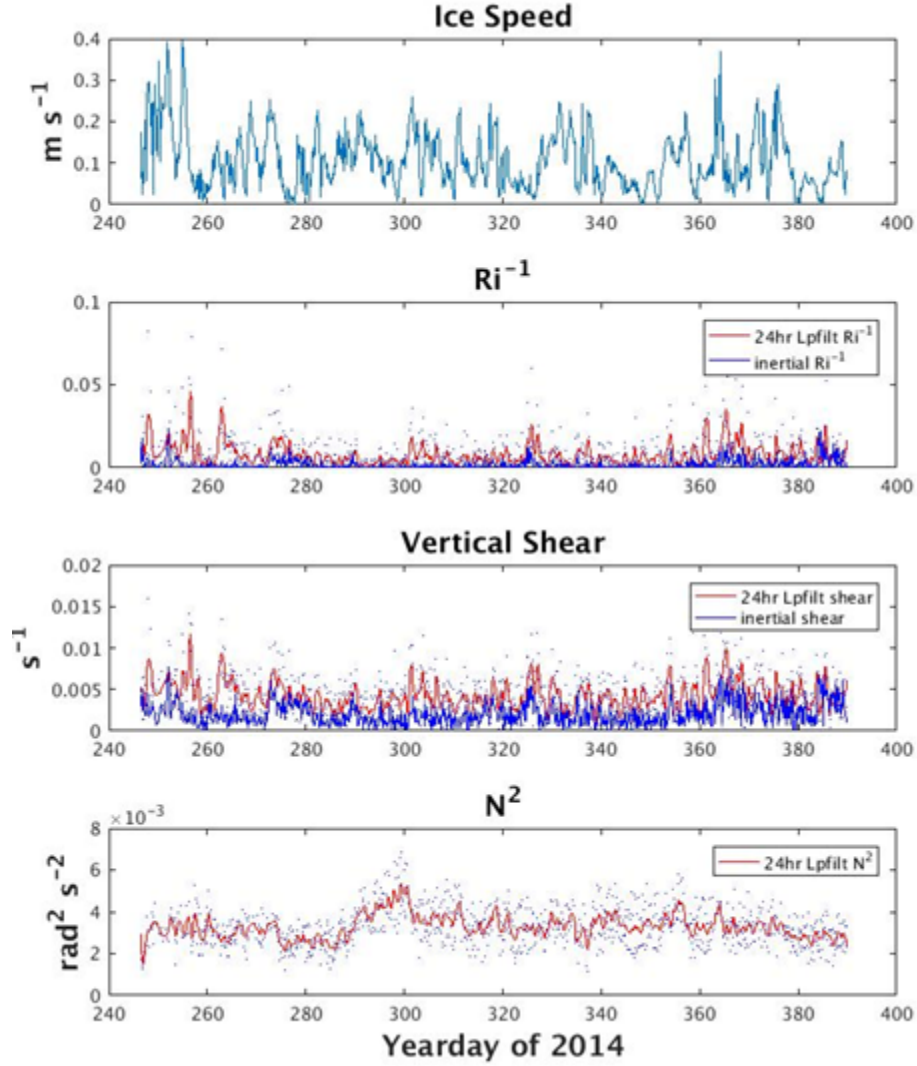 Ice Speed
m s⁻¹
0.4
0.3
0.2
0.1
0
240 260 280 300 320 340 360 380 400
Ri⁻¹
0.1
0.05
0
24hr Lpfilt Ri⁻¹
inertial Ri⁻¹
240 260 280 300 320 340 360 380 400
Vertical Shear
s⁻¹
0.02
0.015
0.01
0.005
0
24hr Lpfilt shear
inertial shear
240 260 280 300 320 340 360 380 400
N²
×10⁻³
rad² s⁻²
8
6
4
2
0
24hr Lpfilt N²
240 260 280 300 320 340 360 380 400
Yearday of 2014